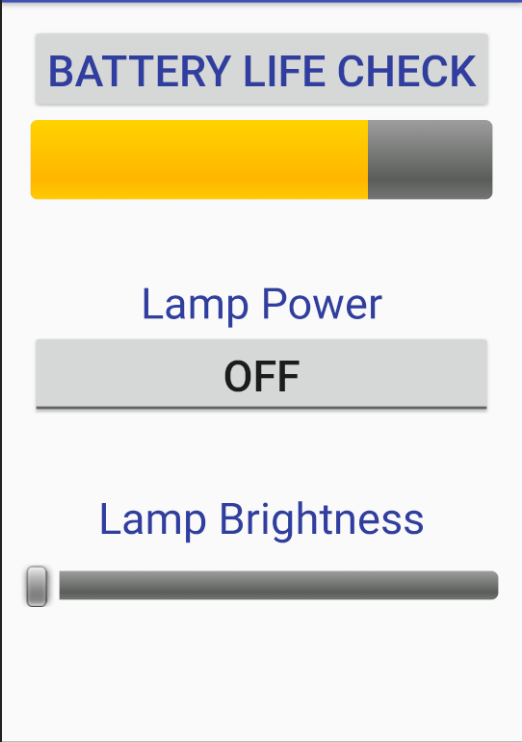 BATTERY LIFE CHECK
Lamp Power
OFF
Lamp Brightness